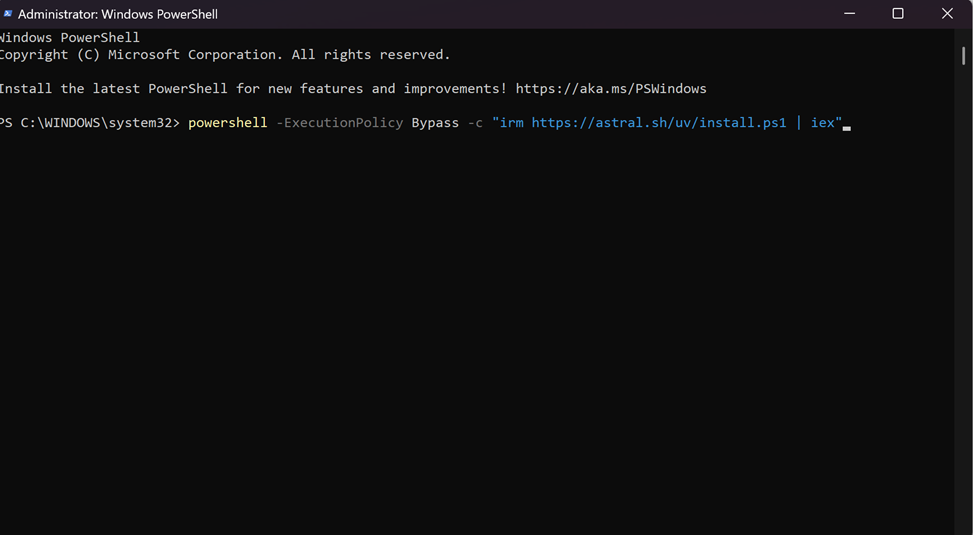 Administrator: Windows PowerShell
Windows PowerShell
Copyright (C) Microsoft Corporation. All rights reserved.
Install the latest PowerShell for new features and improvements! https://aka.ms/PSWindows
PS C:\WINDOWS\system32> powershell -ExecutionPolicy Bypass -c "irm https://astral.sh/uv/install.ps1 | iex"